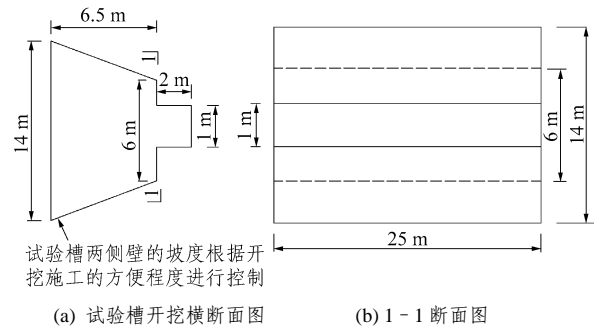 6.5 m
1
2 m
14 m
6 m
1 m
1
1 m
6 m
14 m
25 m
试验槽两侧壁的坡度根据开
挖施工的方便程度进行控制
(a) 试验槽开挖横断面图
(b) 1－1 断面图